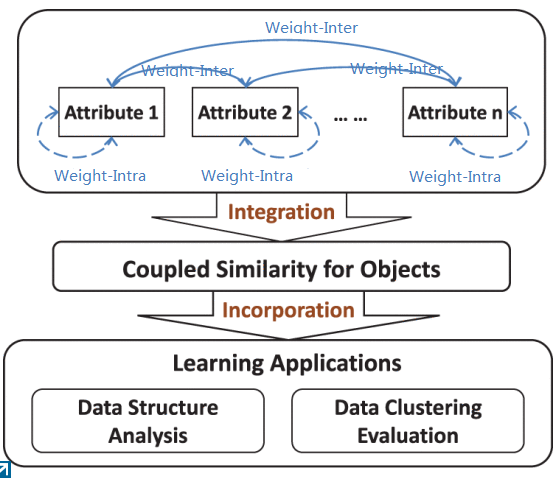 Weight-Inter
Weight-Inter
Weight-Inter
Attribute 1
Attribute 2
... ...
Attribute n
Weight-Intra
Weight-Intra
Weight-Intra
Integration
Coupled Similarity for Objects
Incorporation
Learning Applications
Data Structure
Analysis
Data Clustering
Evaluation